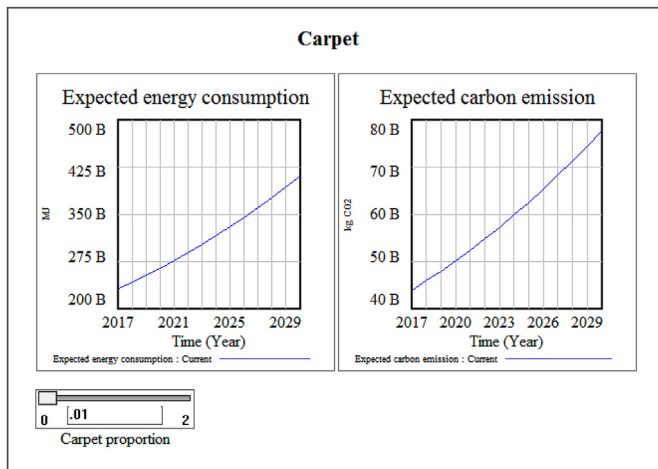 Carpet
Expected energy consumption
500 B
425 B
350 B
275 B
200 B
MJ
2017 2021 2025 2029
Time (Year)
Expected energy consumption : Current
Expected carbon emission
80 B
70 B
60 B
50 B
40 B
kg CO2
2017 2020 2023 2026 2029
Time (Year)
Expected carbon emission : Current
0 .01 2
Carpet proportion